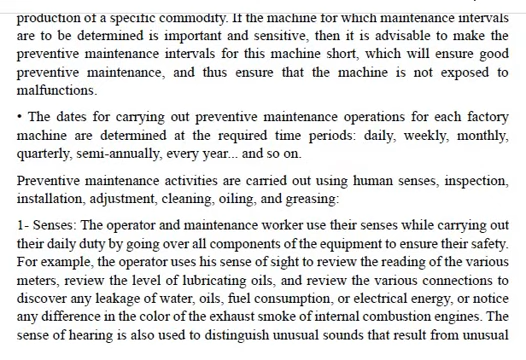 production of a specific commodity. If the machine for which maintenance intervals
are to be determined is important and sensitive, then it is advisable to make the
preventive maintenance intervals for this machine short, which will ensure good
preventive maintenance, and thus ensure that the machine is not exposed to
malfunctions.
• The dates for carrying out preventive maintenance operations for each factory
machine are determined at the required time periods: daily, weekly, monthly,
quarterly, semi-annually, every year... and so on.
Preventive maintenance activities are carried out using human senses, inspection,
installation, adjustment, cleaning, oiling, and greasing:
1- Senses: The operator and maintenance worker use their senses while carrying out
their daily duty by going over all components of the equipment to ensure their safety.
For example, the operator uses his sense of sight to review the reading of the various
meters, review the level of lubricating oils, and review the various connections to
discover any leakage of water, oils, fuel consumption, or electrical energy, or notice
any difference in the color of the exhaust smoke of internal combustion engines. The
sense of hearing is also used to distinguish unusual sounds that result from unusual